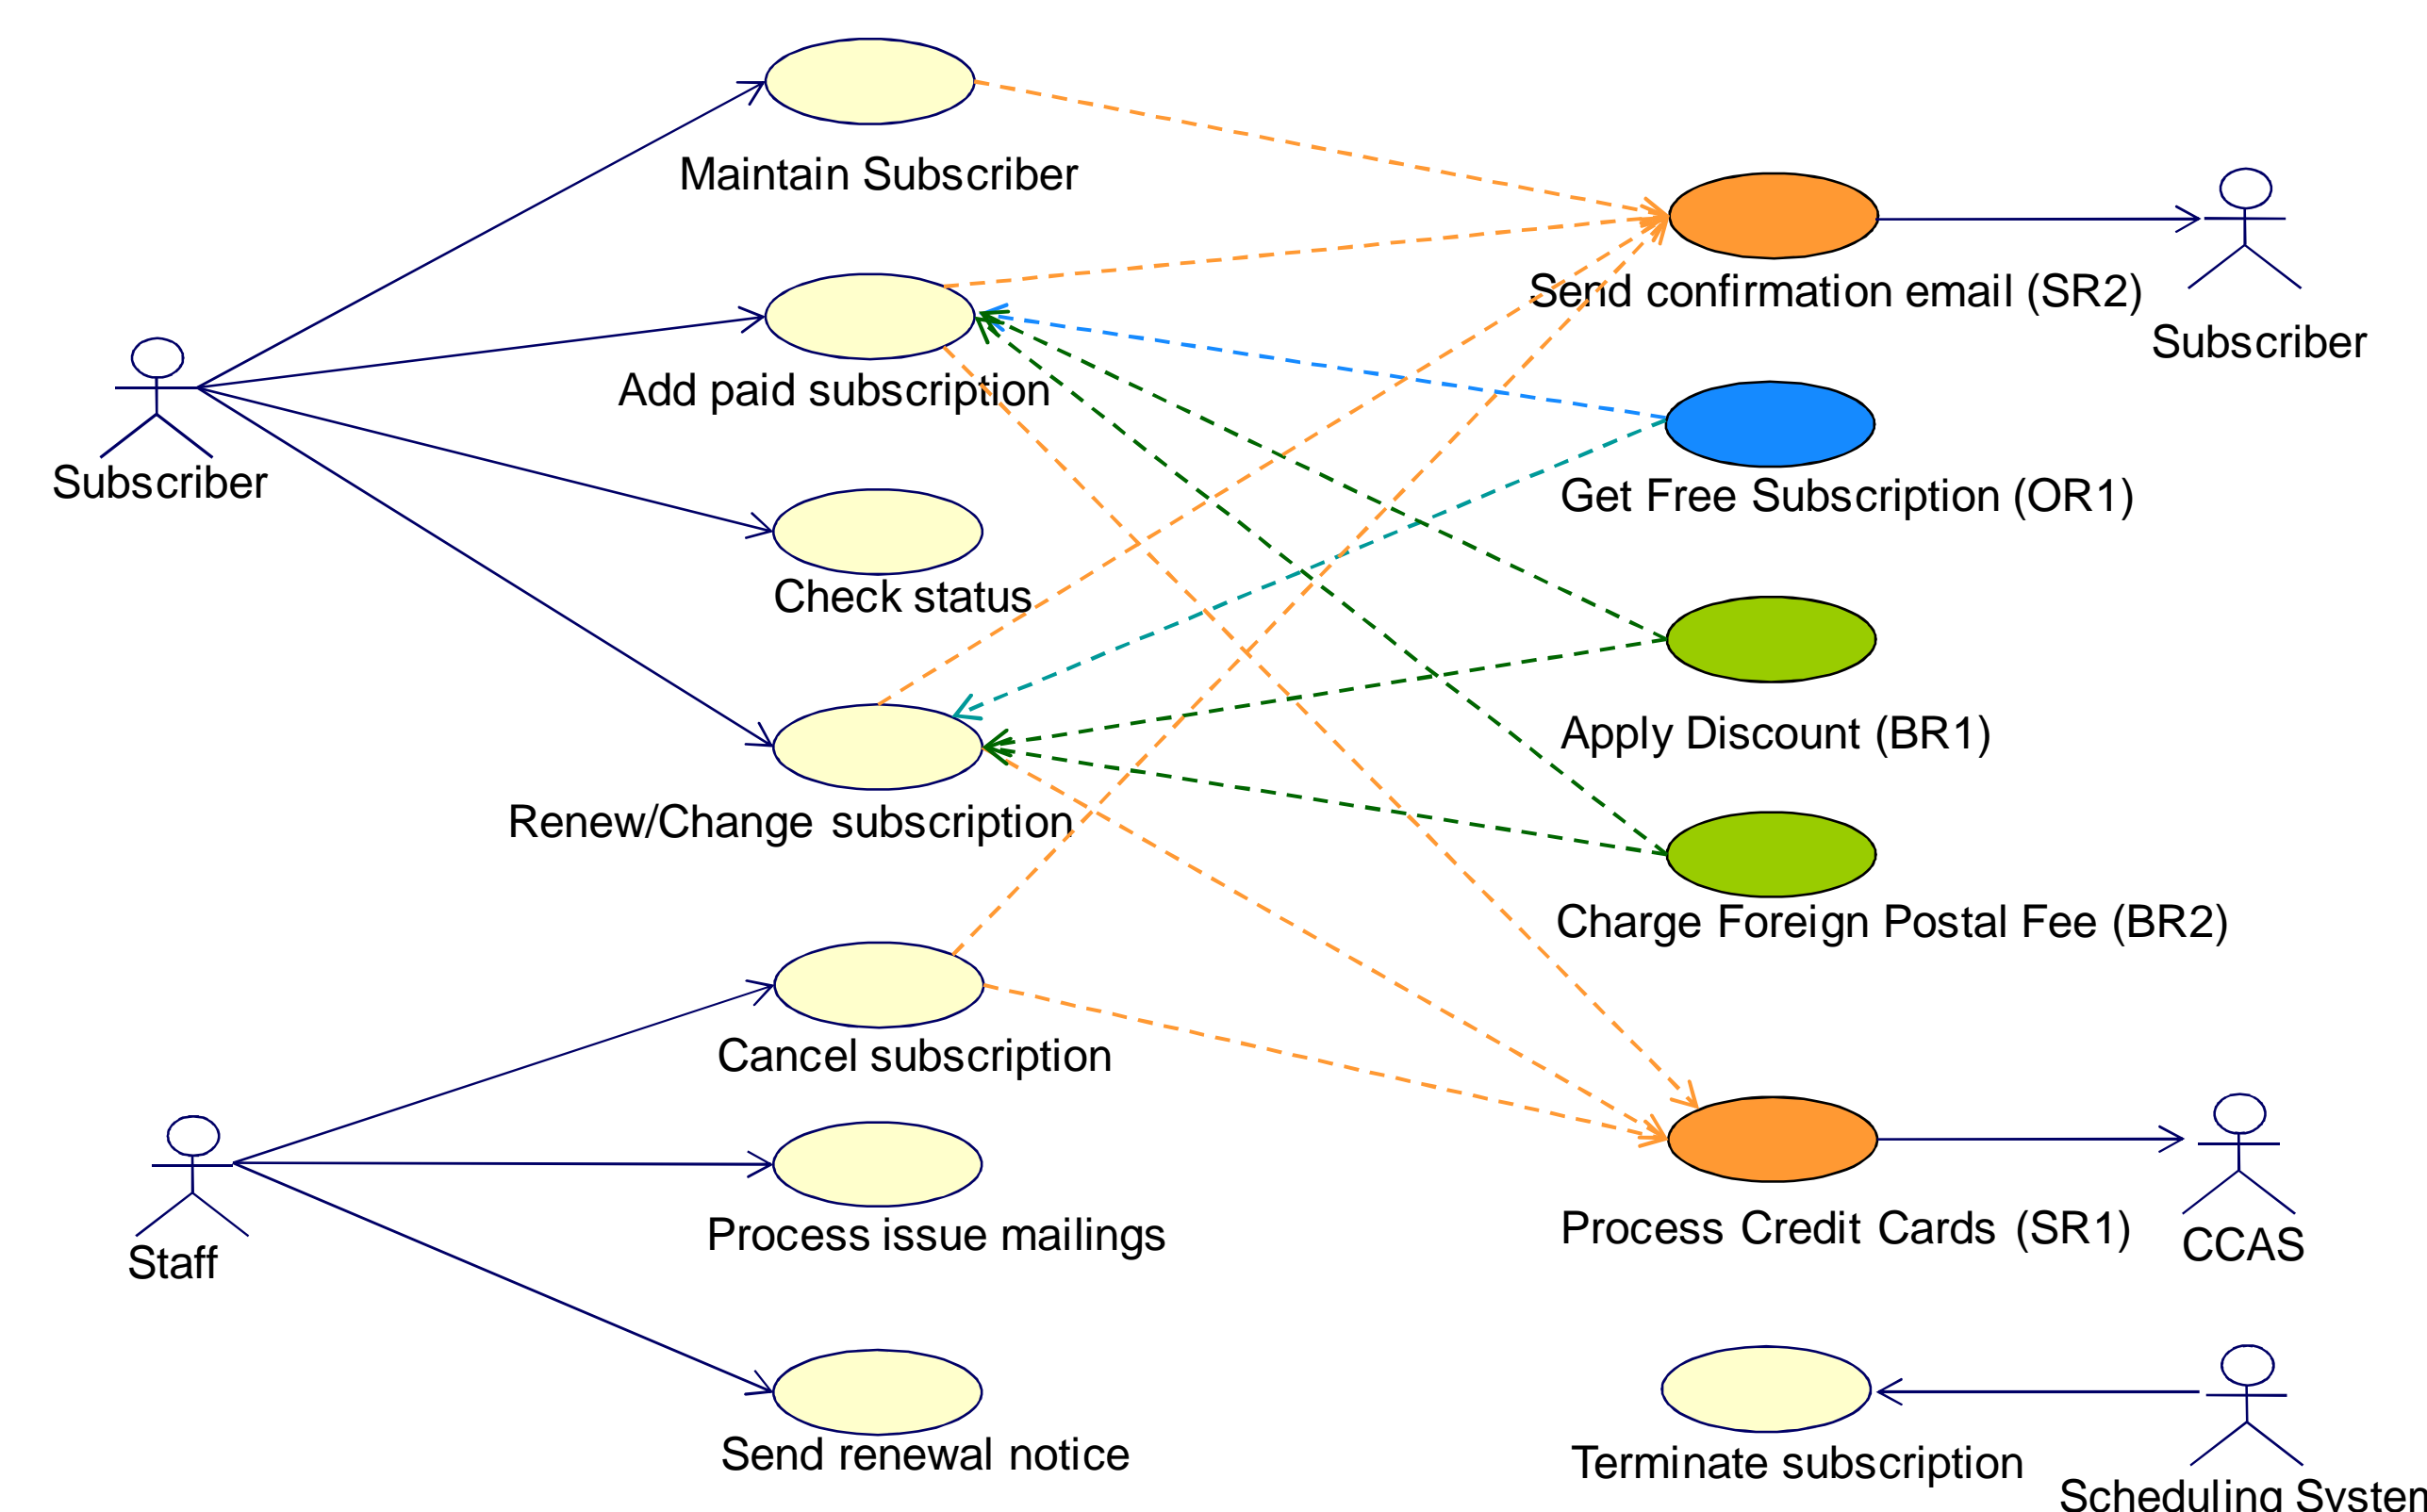 Maintain Subscriber
Send confirmation email (SR2)
Subscriber
Add paid subscription
Subscriber
Get Free Subscription (OR1)
Check status
Apply Discount (BR1)
Renew/Change subscription
Charge Foreign Postal Fee (BR2)
Cancel subscription
Process issue mailings
Process Credit Cards (SR1)
CCAS
Staff
Send renewal notice
Terminate subscription
Scheduling System